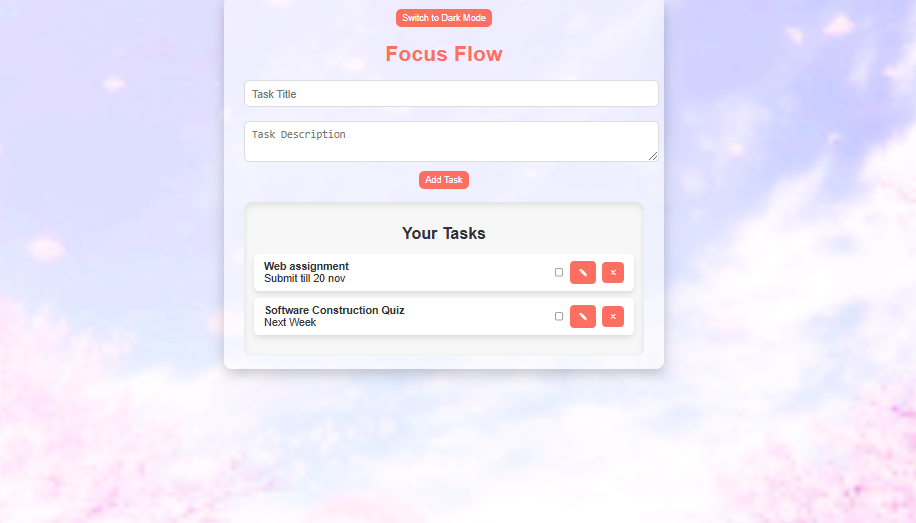 Switch to Dark Mode
Focus Flow
Task Title
Task Description
Add Task
Your Tasks
Web assignment
Submit till 20 nov
Software Construction Quiz
Next Week